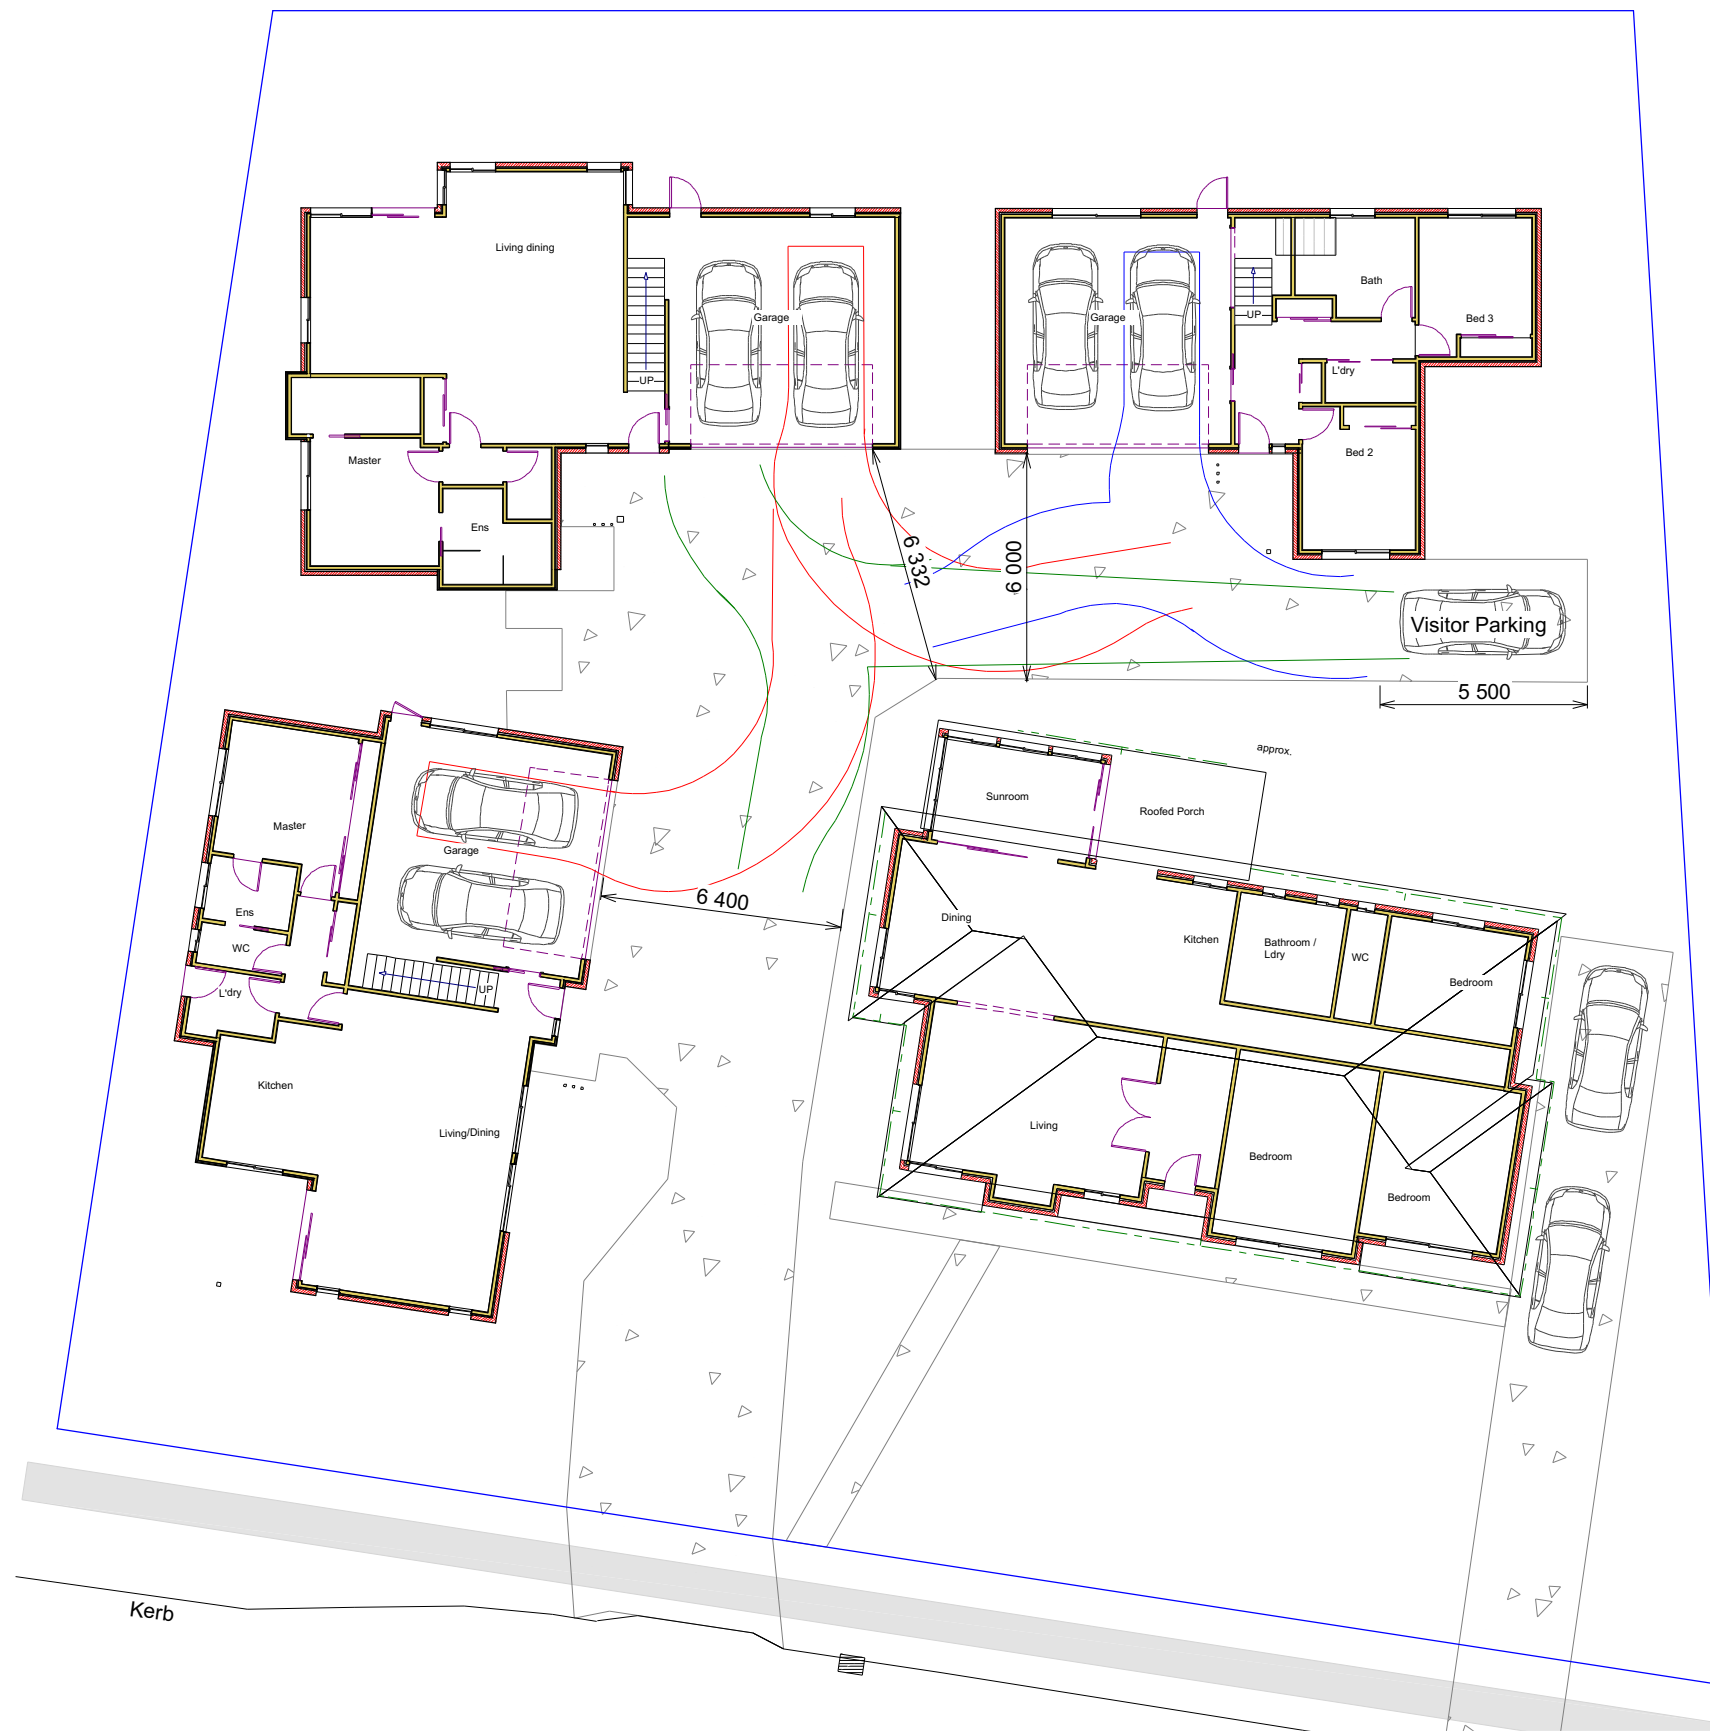 Living dining
Garage
UP
Master
Ens
Garage
UP
Bath
Bed 3
L'dry
Bed 2
6 332
6 000
Visitor Parking
5 500
approx.
Master
Garage
Ens
WC
L'dry
UP
Kitchen
Living/Dining
6 400
Sunroom
Roofed Porch
Dining
Kitchen
Bathroom /
Ldry
WC
Bedroom
Living
Bedroom
Bedroom
Kerb